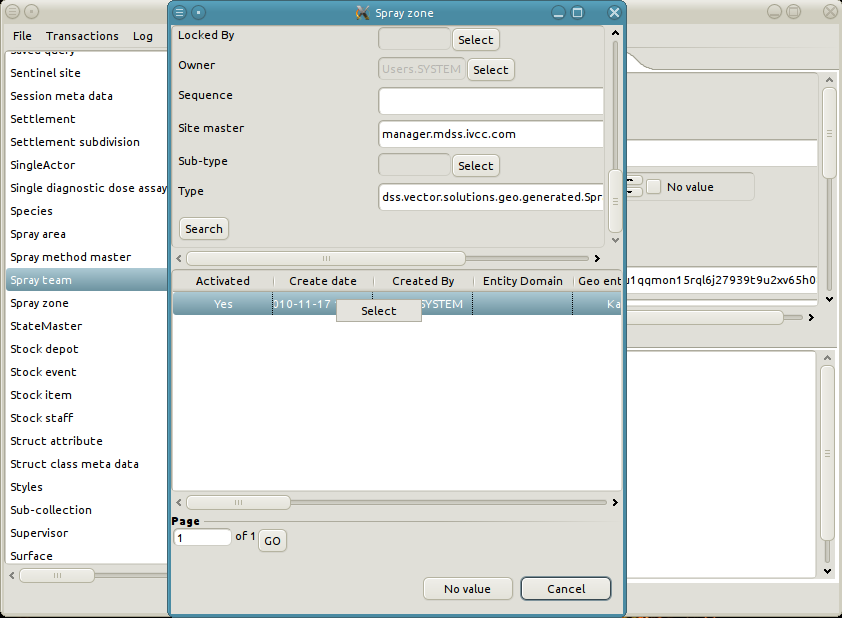 Spray zone
File Transactions Log
Saved query
Sentinel site
Session meta data
Settlement
Settlement subdivision
SingleActor
Single diagnostic dose assay
Species
Spray area
Spray method master
Spray team
Spray zone
StateMaster
Stock depot
Stock event
Stock item
Stock staff
Struct attribute
Struct class meta data
Styles
Sub-collection
Supervisor
Surface
Locked By Select
Owner Users.SYSTEM Select
Sequence
Site master manager.mdss.ivcc.com
Sub-type Select
Type dss.vector.solutions.geo.generated.Spr
Search
Activated Create date Created By Entity Domain Geo ent
Yes 010-11-17 SYSTEM Ka
Select
Page
1 of 1 GO
No value Cancel
No value
u1qqmon15rql6j27939t9u2xv65h0